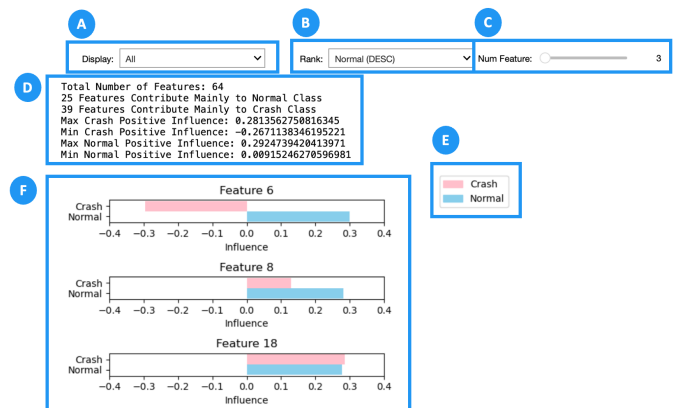 A
B
C
Display: All
Rank: Normal (DESC)
Num Feature: 3
D
Total Number of Features: 64
25 Features Contribute Mainly to Normal Class
39 Features Contribute Mainly to Crash Class
Max Crash Positive Influence: 0.2813562750816345
Min Crash Positive Influence: -0.2671138346195221
Max Normal Positive Influence: 0.2924739420413971
Min Normal Positive Influence: 0.00915246270596981
E
Crash
Normal
F
Feature 6
Crash
Normal
−0.4 −0.3 −0.2 −0.1 0.0 0.1 0.2 0.3 0.4
Influence
Feature 8
Crash
Normal
−0.4 −0.3 −0.2 −0.1 0.0 0.1 0.2 0.3 0.4
Influence
Feature 18
Crash
Normal
−0.4 −0.3 −0.2 −0.1 0.0 0.1 0.2 0.3 0.4
Influence